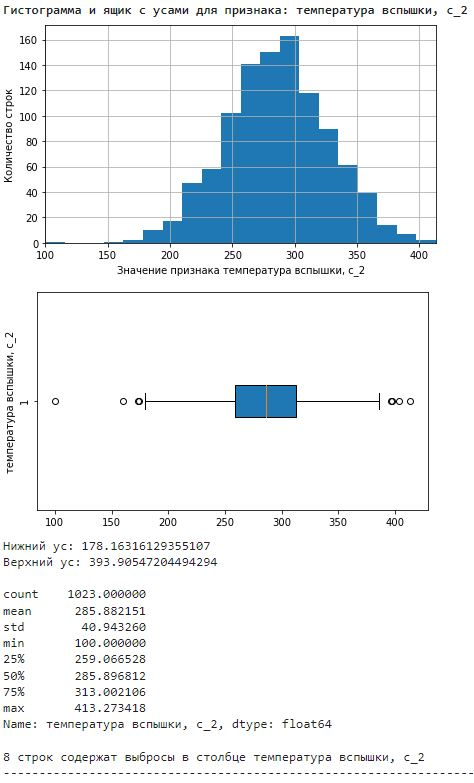 Гистограмма и ящик с усами для признака: температура вспышки, с_2
160
140
120
100
80
60
40
20
0
Количество строк
100 150 200 250 300 350 400
Значение признака температура вспышки, с_2
температура вспышки, с_2
1
100 150 200 250 300 350 400
Нижний ус: 178.16316129355107
Верхний ус: 393.90547204494294
count 1023.000000
mean 285.882151
std 40.943260
min 100.000000
25% 259.066528
50% 285.896812
75% 313.002106
max 413.273418
Name: температура вспышки, с_2, dtype: float64
8 строк содержат выбросы в столбце температура вспышки, с_2